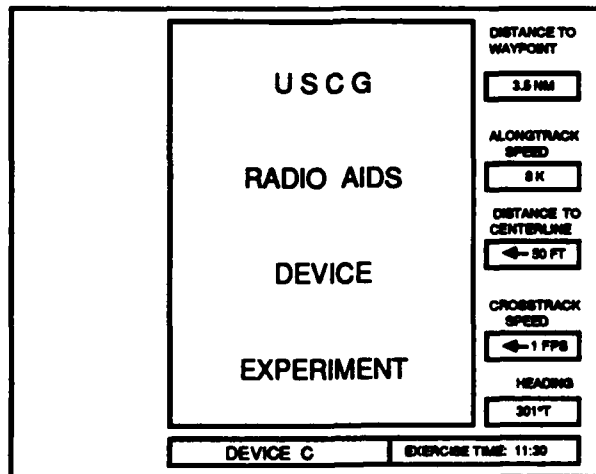 U S C G
RADIO AIDS
DEVICE
EXPERIMENT
DISTANCE TO
WAYPOINT
3.5 NM
ALONGTRACK
SPEED
8 K
DISTANCE TO
CENTERLINE
← 50 FT
CROSSTRACK
SPEED
← 1 FPS
HEADING
301°T
DEVICE C
EXERCISE TIME: 11:30